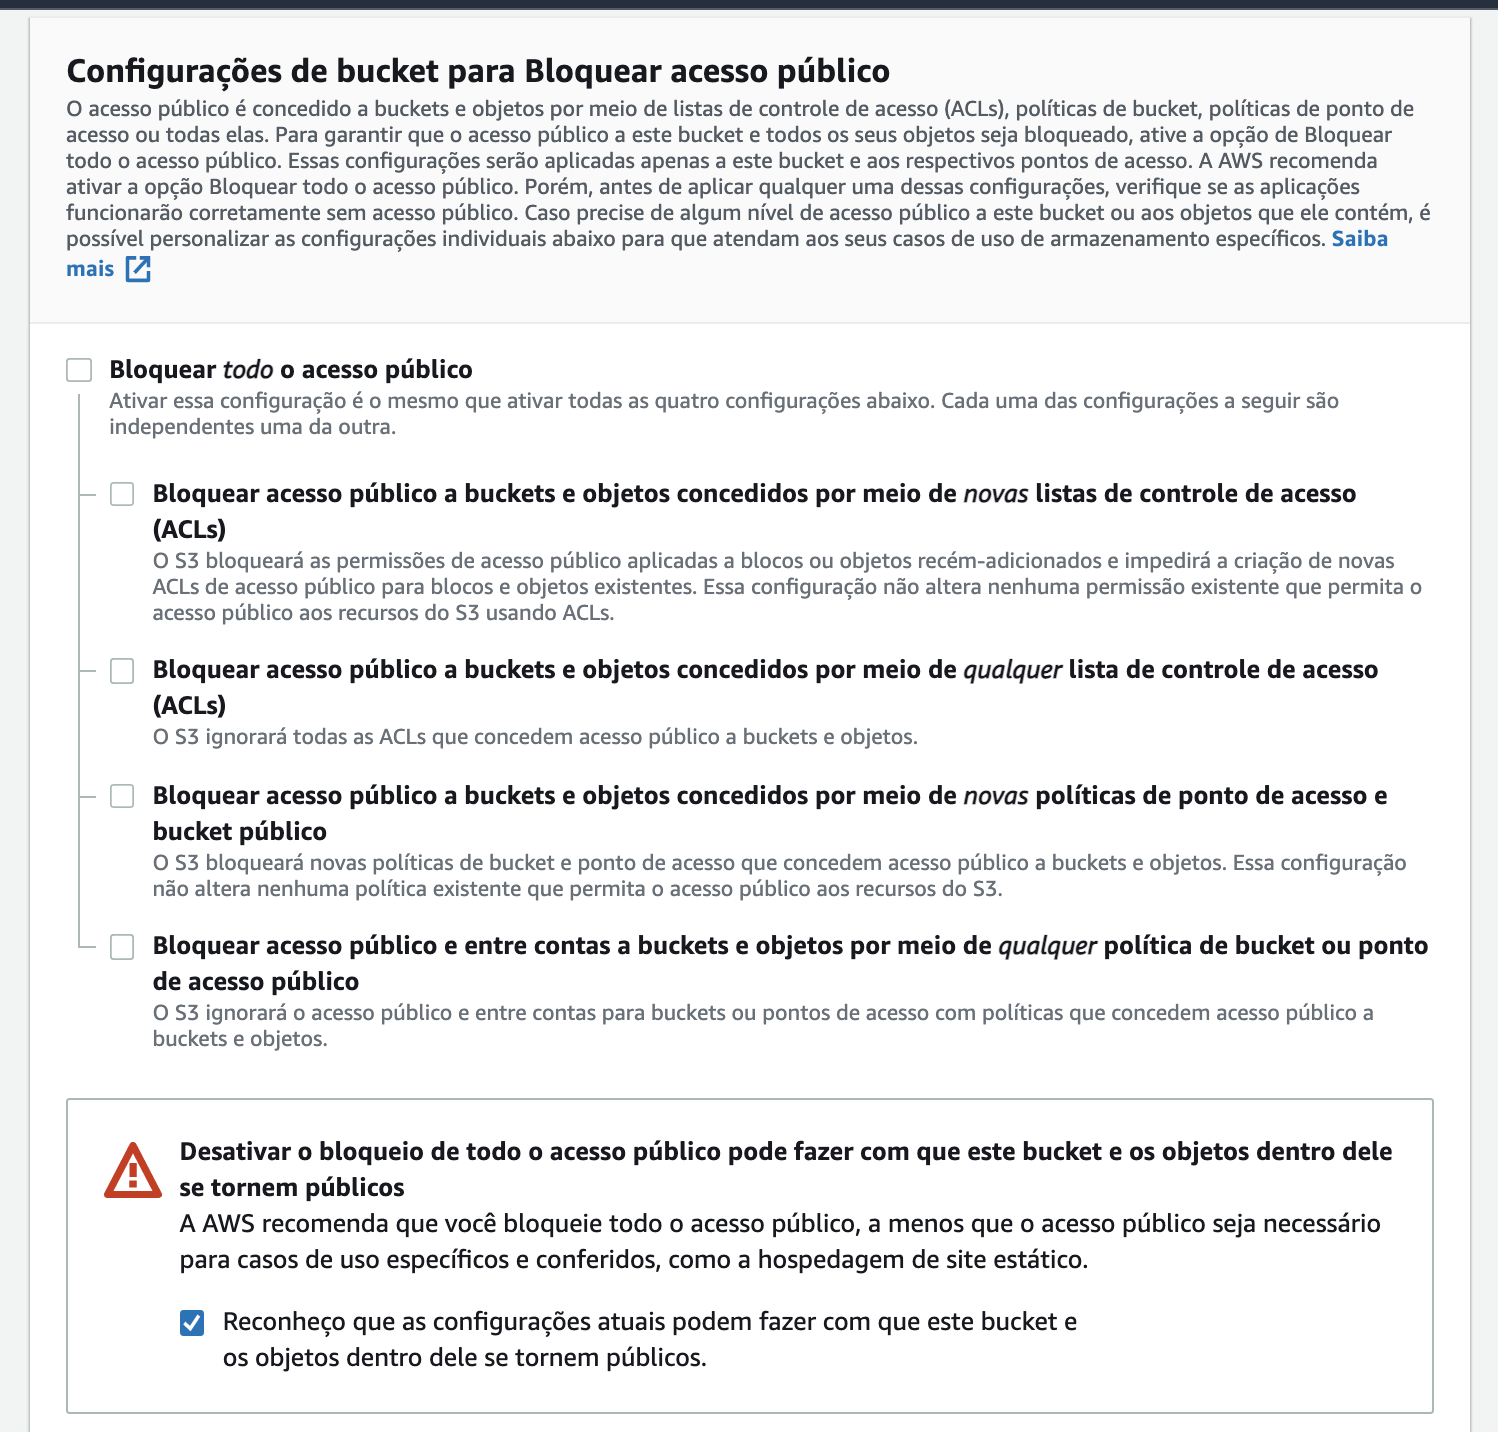 Configurações de bucket para Bloquear acesso público
O acesso público é concedido a buckets e objetos por meio de listas de controle de acesso (ACLs), políticas de bucket, políticas de ponto de
acesso ou todas elas. Para garantir que o acesso público a este bucket e todos os seus objetos seja bloqueado, ative a opção de Bloquear
todo o acesso público. Essas configurações serão aplicadas apenas a este bucket e aos respectivos pontos de acesso. A AWS recomenda
ativar a opção Bloquear todo o acesso público. Porém, antes de aplicar qualquer uma dessas configurações, verifique se as aplicações
funcionarão corretamente sem acesso público. Caso precise de algum nível de acesso público a este bucket ou aos objetos que ele contém, é
possível personalizar as configurações individuais abaixo para que atendam aos seus casos de uso de armazenamento específicos. Saiba
mais
Bloquear todo o acesso público
Ativar essa configuração é o mesmo que ativar todas as quatro configurações abaixo. Cada uma das configurações a seguir são
independentes uma da outra.
Bloquear acesso público a buckets e objetos concedidos por meio de novas listas de controle de acesso
(ACLs)
O S3 bloqueará as permissões de acesso público aplicadas a blocos ou objetos recém-adicionados e impedirá a criação de novas
ACLs de acesso público para blocos e objetos existentes. Essa configuração não altera nenhuma permissão existente que permita o
acesso público aos recursos do S3 usando ACLs.
Bloquear acesso público a buckets e objetos concedidos por meio de qualquer lista de controle de acesso
(ACLs)
O S3 ignorará todas as ACLs que concedem acesso público a buckets e objetos.
Bloquear acesso público a buckets e objetos concedidos por meio de novas políticas de ponto de acesso e
bucket público
O S3 bloqueará novas políticas de bucket e ponto de acesso que concedem acesso público a buckets e objetos. Essa configuração
não altera nenhuma política existente que permita o acesso público aos recursos do S3.
Bloquear acesso público e entre contas a buckets e objetos por meio de qualquer política de bucket ou ponto
de acesso público
O S3 ignorará o acesso público e entre contas para buckets ou pontos de acesso com políticas que concedem acesso público a
buckets e objetos.
Desativar o bloqueio de todo o acesso público pode fazer com que este bucket e os objetos dentro dele
se tornem públicos
A AWS recomenda que você bloqueie todo o acesso público, a menos que o acesso público seja necessário
para casos de uso específicos e conferidos, como a hospedagem de site estático.
Reconheço que as configurações atuais podem fazer com que este bucket e
os objetos dentro dele se tornem públicos.